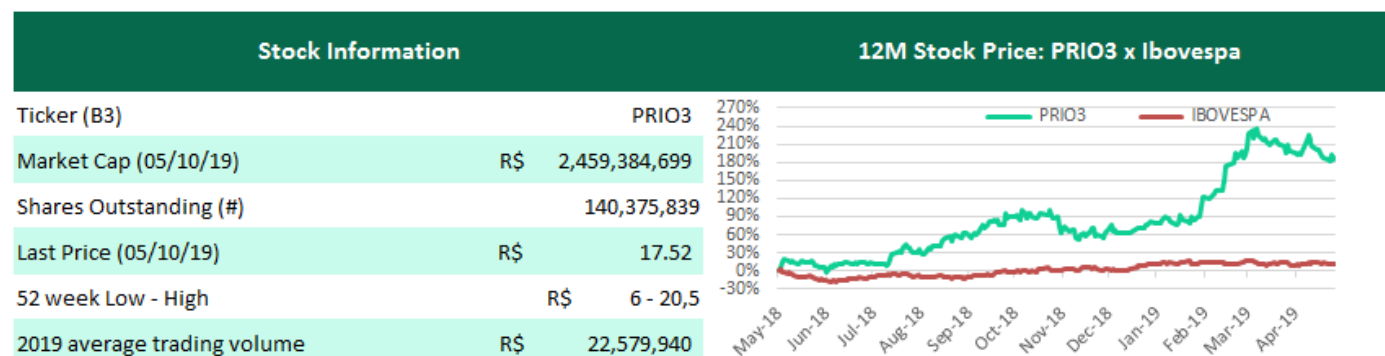 Stock Information
12M Stock Price: PRIO3 x Ibovespa
Ticker (B3) PRIO3
Market Cap (05/10/19) R$ 2,459,384,699
Shares Outstanding (#) 140,375,839
Last Price (05/10/19) R$ 17.52
52 week Low - High R$ 6 - 20,5
2019 average trading volume R$ 22,579,940
PRIO3 IBOVESPA
270%
240%
210%
180%
150%
120%
90%
60%
30%
0%
-30%
May-18 Jun-18 Jul-18 Aug-18 Sep-18 Oct-18 Nov-18 Dec-18 Jan-19 Feb-19 Mar-19 Apr-19